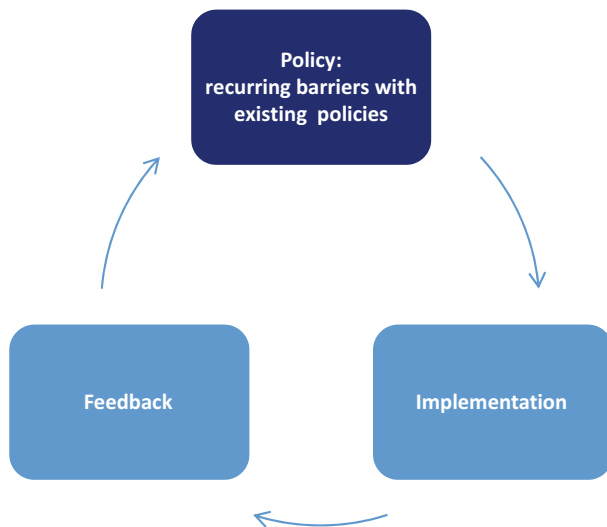 Policy:
recurring barriers with
existing policies
Feedback
Implementation